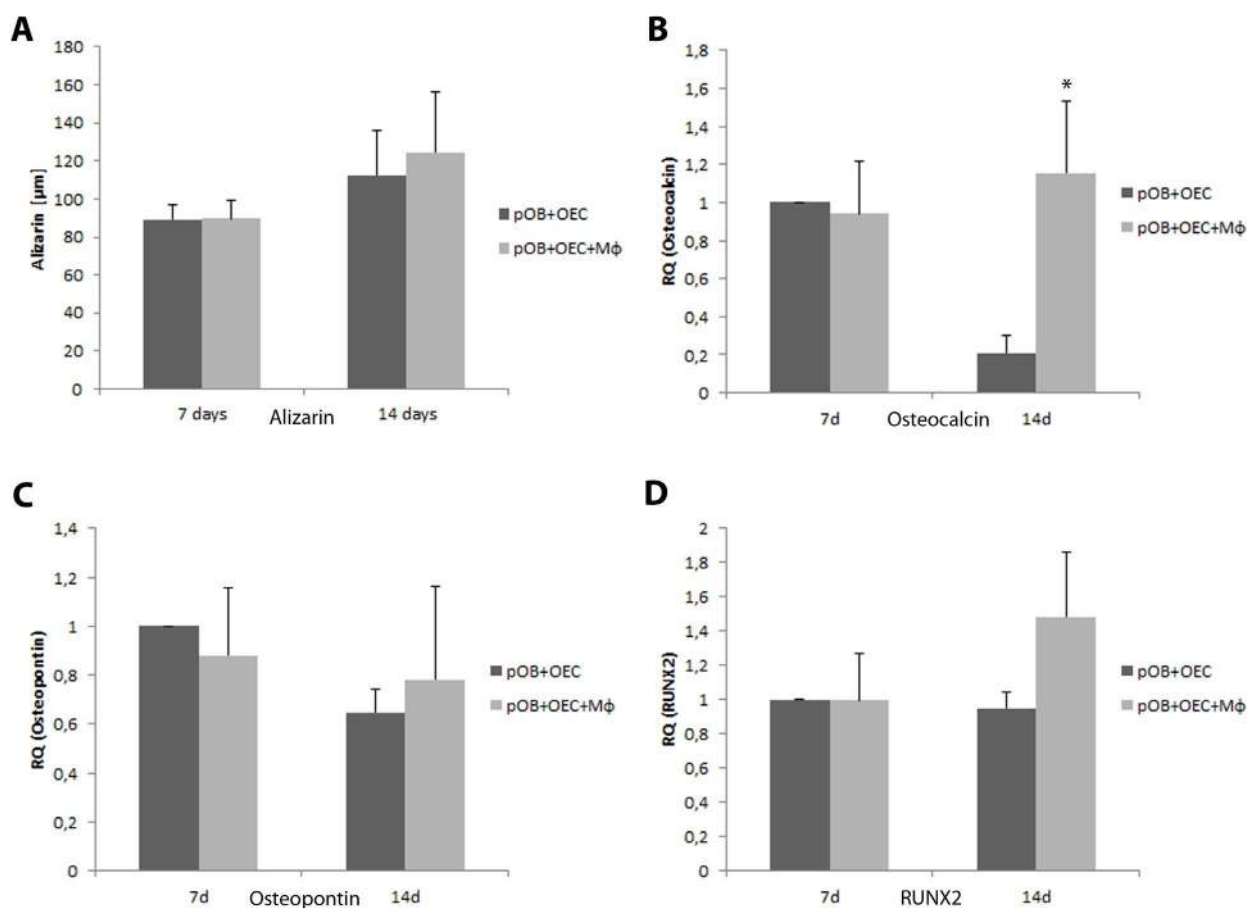 A
Alizarin [µm]
180
160
140
120
100
80
60
40
20
0
7 days
Alizarin
14 days
pOB+OEC
pOB+OEC+Mϕ
B
RQ (Osteocalcin)
1,8
1,6
1,4
1,2
1
0,8
0,6
0,4
0,2
0
*
7d
Osteocalcin
14d
pOB+OEC
pOB+OEC+Mϕ
C
RQ (Osteopontin)
1,4
1,2
1
0,8
0,6
0,4
0,2
0
7d
Osteopontin
14d
pOB+OEC
pOB+OEC+Mϕ
D
RQ (RUNX2)
2
1,8
1,6
1,4
1,2
1
0,8
0,6
0,4
0,2
0
7d
RUNX2
14d
pOB+OEC
pOB+OEC+Mϕ